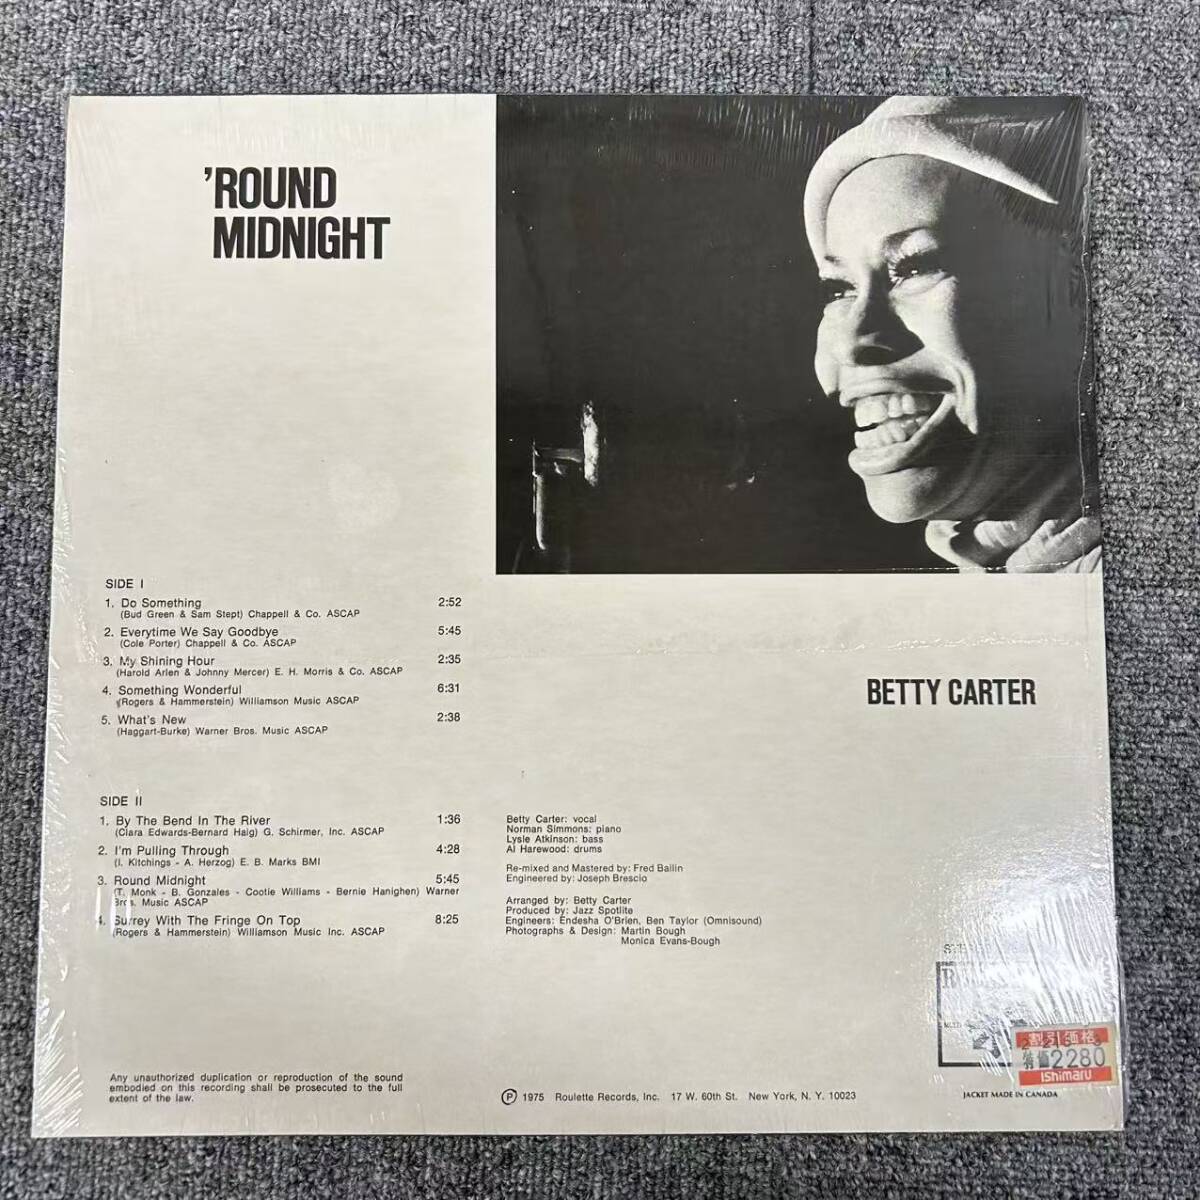 'ROUND
MIDNIGHT
SIDE I
1. Do Something 2:52
(Bud Green & Sam Stept) Chappell & Co. ASCAP
2. Everytime We Say Goodbye 5:45
(Cole Porter) Chappell & Co. ASCAP
3. My Shining Hour 2:35
(Harold Arlen & Johnny Mercer) E. H. Morris & Co. ASCAP
4. Something Wonderful 6:31
(Rogers & Hammerstein) Williamson Music ASCAP
5. What's New 2:38
(Haggart-Burke) Warner Bros. Music ASCAP
BETTY CARTER
SIDE II
1. By The Bend In The River 1:36
(Clara Edwards-Bernard Haig) G. Schirmer, Inc. ASCAP
2. I'm Pulling Through 4:28
(I. Kitchings - A. Herzog) E. B. Marks BMI
3. Round Midnight 5:45
(T. Monk - B. Gonzales - Cootie Williams - Bernie Hanighen) Warner
Bros. Music ASCAP
4. Surrey With The Fringe On Top 8:25
(Rogers & Hammerstein) Williamson Music Inc. ASCAP
Betty Carter: vocal
Norman Simmons: piano
Lysle Atkinson: bass
Al Harewood: drums
Re-mixed and Mastered by: Fred Bailin
Engineered by: Joseph Brescio
Arranged by: Betty Carter
Produced by: Jazz Spotlite
Engineers: Endesha O'Brien, Ben Taylor (Omnisound)
Photographs & Design: Martin Bough
Monica Evans-Bough
割引価格
特価2280
Ishimaru
JACKET MADE IN CANADA
Any unauthorized duplication or reproduction of the sound
embodied on this recording shall be prosecuted to the full
extent of the law.
Ⓟ 1975 Roulette Records, Inc. 17 W. 60th St. New York, N. Y. 10023